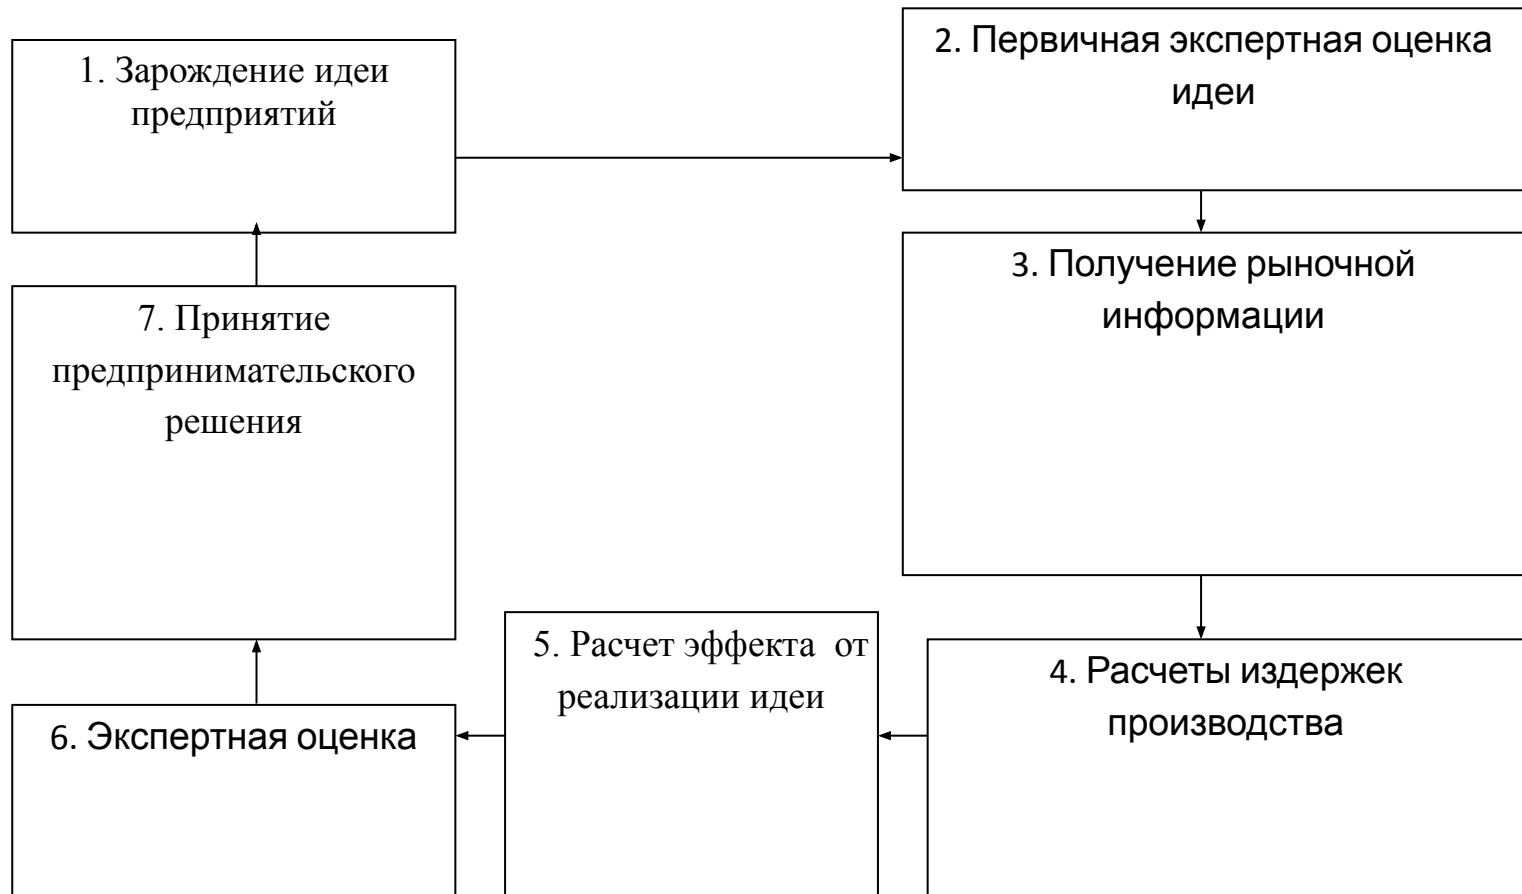 1. Зарождение идеи
предприятий
2. Первичная экспертная оценка
идеи
3. Получение рыночной
информации
4. Расчеты издержек
производства
5. Расчет эффекта от
реализации идеи
6. Экспертная оценка
7. Принятие
предпринимательского
решения